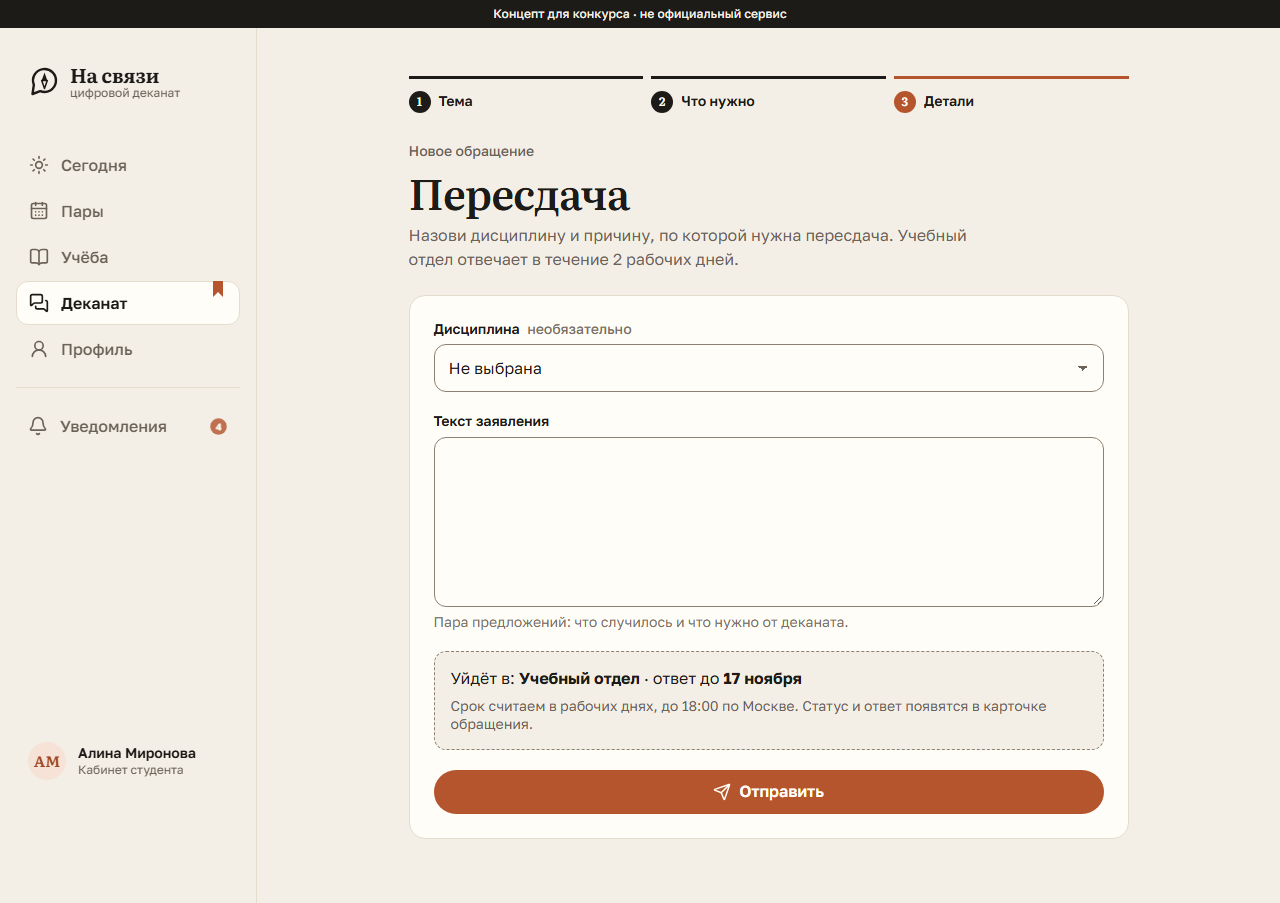 Концепт для конкурса · не официальный сервис
На связи
цифровой деканат
Сегодня
Пары
Учёба
Деканат
Профиль
Уведомления 4
АМ
Алина Миронова
Кабинет студента
1 Тема
2 Что нужно
3 Детали
Новое обращение
Пересдача
Назови дисциплину и причину, по которой нужна пересдача. Учебный
отдел отвечает в течение 2 рабочих дней.
Дисциплина необязательно
Не выбрана
Текст заявления
Пара предложений: что случилось и что нужно от деканата.
Уйдёт в: Учебный отдел · ответ до 17 ноября
Срок считаем в рабочих днях, до 18:00 по Москве. Статус и ответ появятся в карточке
обращения.
Отправить